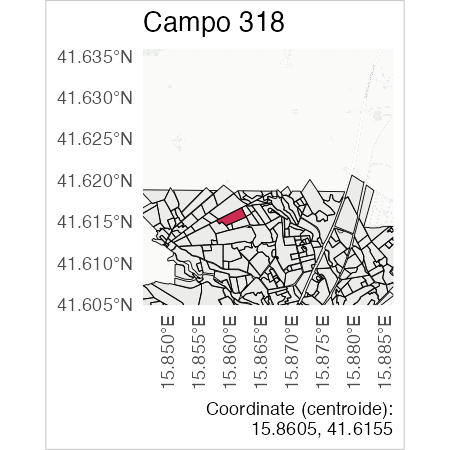 Campo 318
41.635°N
41.630°N
41.625°N
41.620°N
41.615°N
41.610°N
41.605°N
15.850°E
15.855°E
15.860°E
15.865°E
15.870°E
15.875°E
15.880°E
15.885°E
Coordinate (centroide):
15.8605, 41.6155